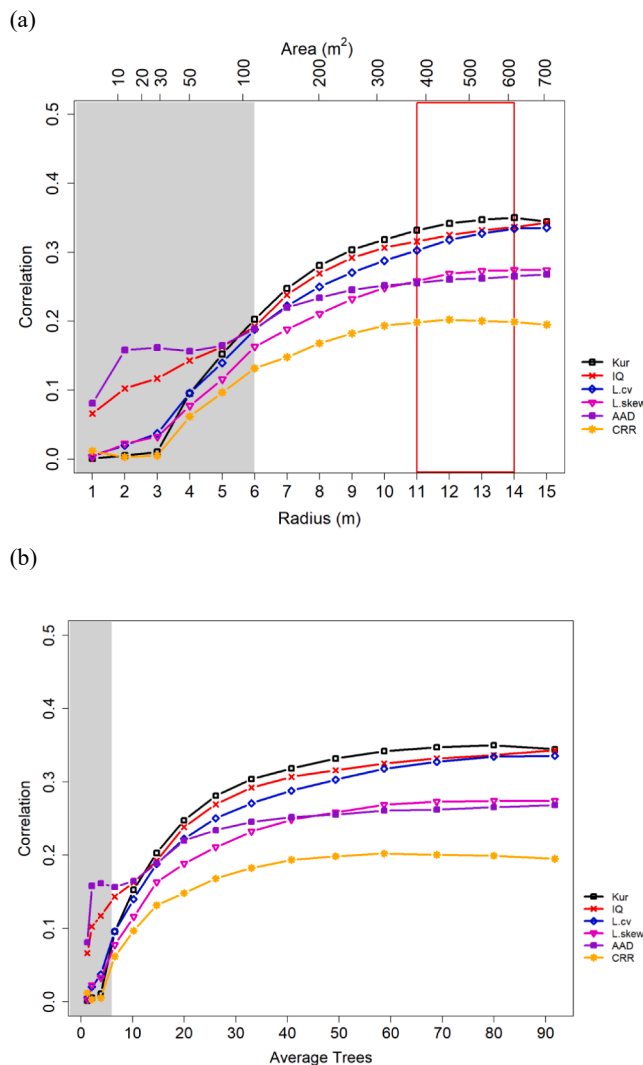 (a)
Area (m²)
10 20 30 50 100 200 300 400 500 600 700
0.0 0.1 0.2 0.3 0.4 0.5
Correlation
Kur
IQ
L.cv
L.skew
AAD
CRR
1 2 3 4 5 6 7 8 9 10 11 12 13 14 15
Radius (m)
(b)
0.0 0.1 0.2 0.3 0.4 0.5
Correlation
Kur
IQ
L.cv
L.skew
AAD
CRR
0 10 20 30 40 50 60 70 80 90
Average Trees